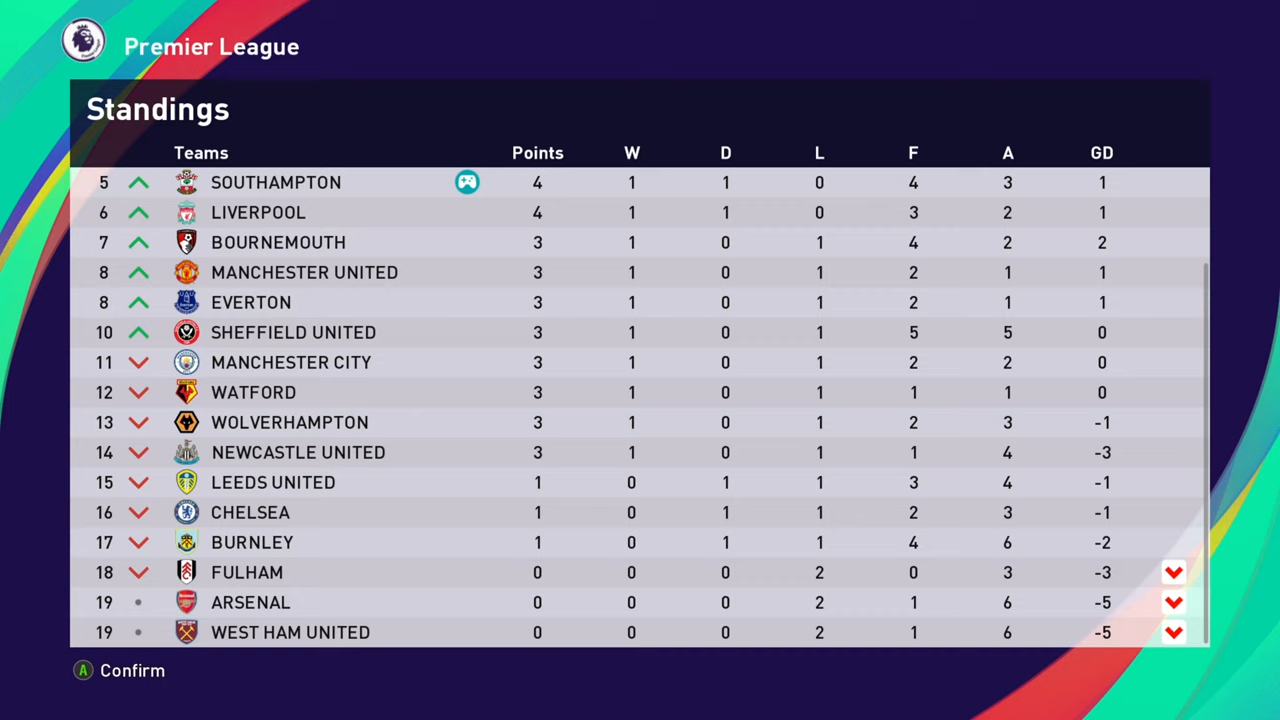 Premier League
Standings
Teams Points W D L F A GD
5 SOUTHAMPTON 4 1 1 0 4 3 1
6 LIVERPOOL 4 1 1 0 3 2 1
7 BOURNEMOUTH 3 1 0 1 4 2 2
8 MANCHESTER UNITED 3 1 0 1 2 1 1
8 EVERTON 3 1 0 1 2 1 1
10 SHEFFIELD UNITED 3 1 0 1 5 5 0
11 MANCHESTER CITY 3 1 0 1 2 2 0
12 WATFORD 3 1 0 1 1 1 0
13 WOLVERHAMPTON 3 1 0 1 2 3 -1
14 NEWCASTLE UNITED 3 1 0 1 1 4 -3
15 LEEDS UNITED 1 0 1 1 3 4 -1
16 CHELSEA 1 0 1 1 2 3 -1
17 BURNLEY 1 0 1 1 4 6 -2
18 FULHAM 0 0 0 2 0 3 -3
19 ARSENAL 0 0 0 2 1 6 -5
19 WEST HAM UNITED 0 0 0 2 1 6 -5
A Confirm